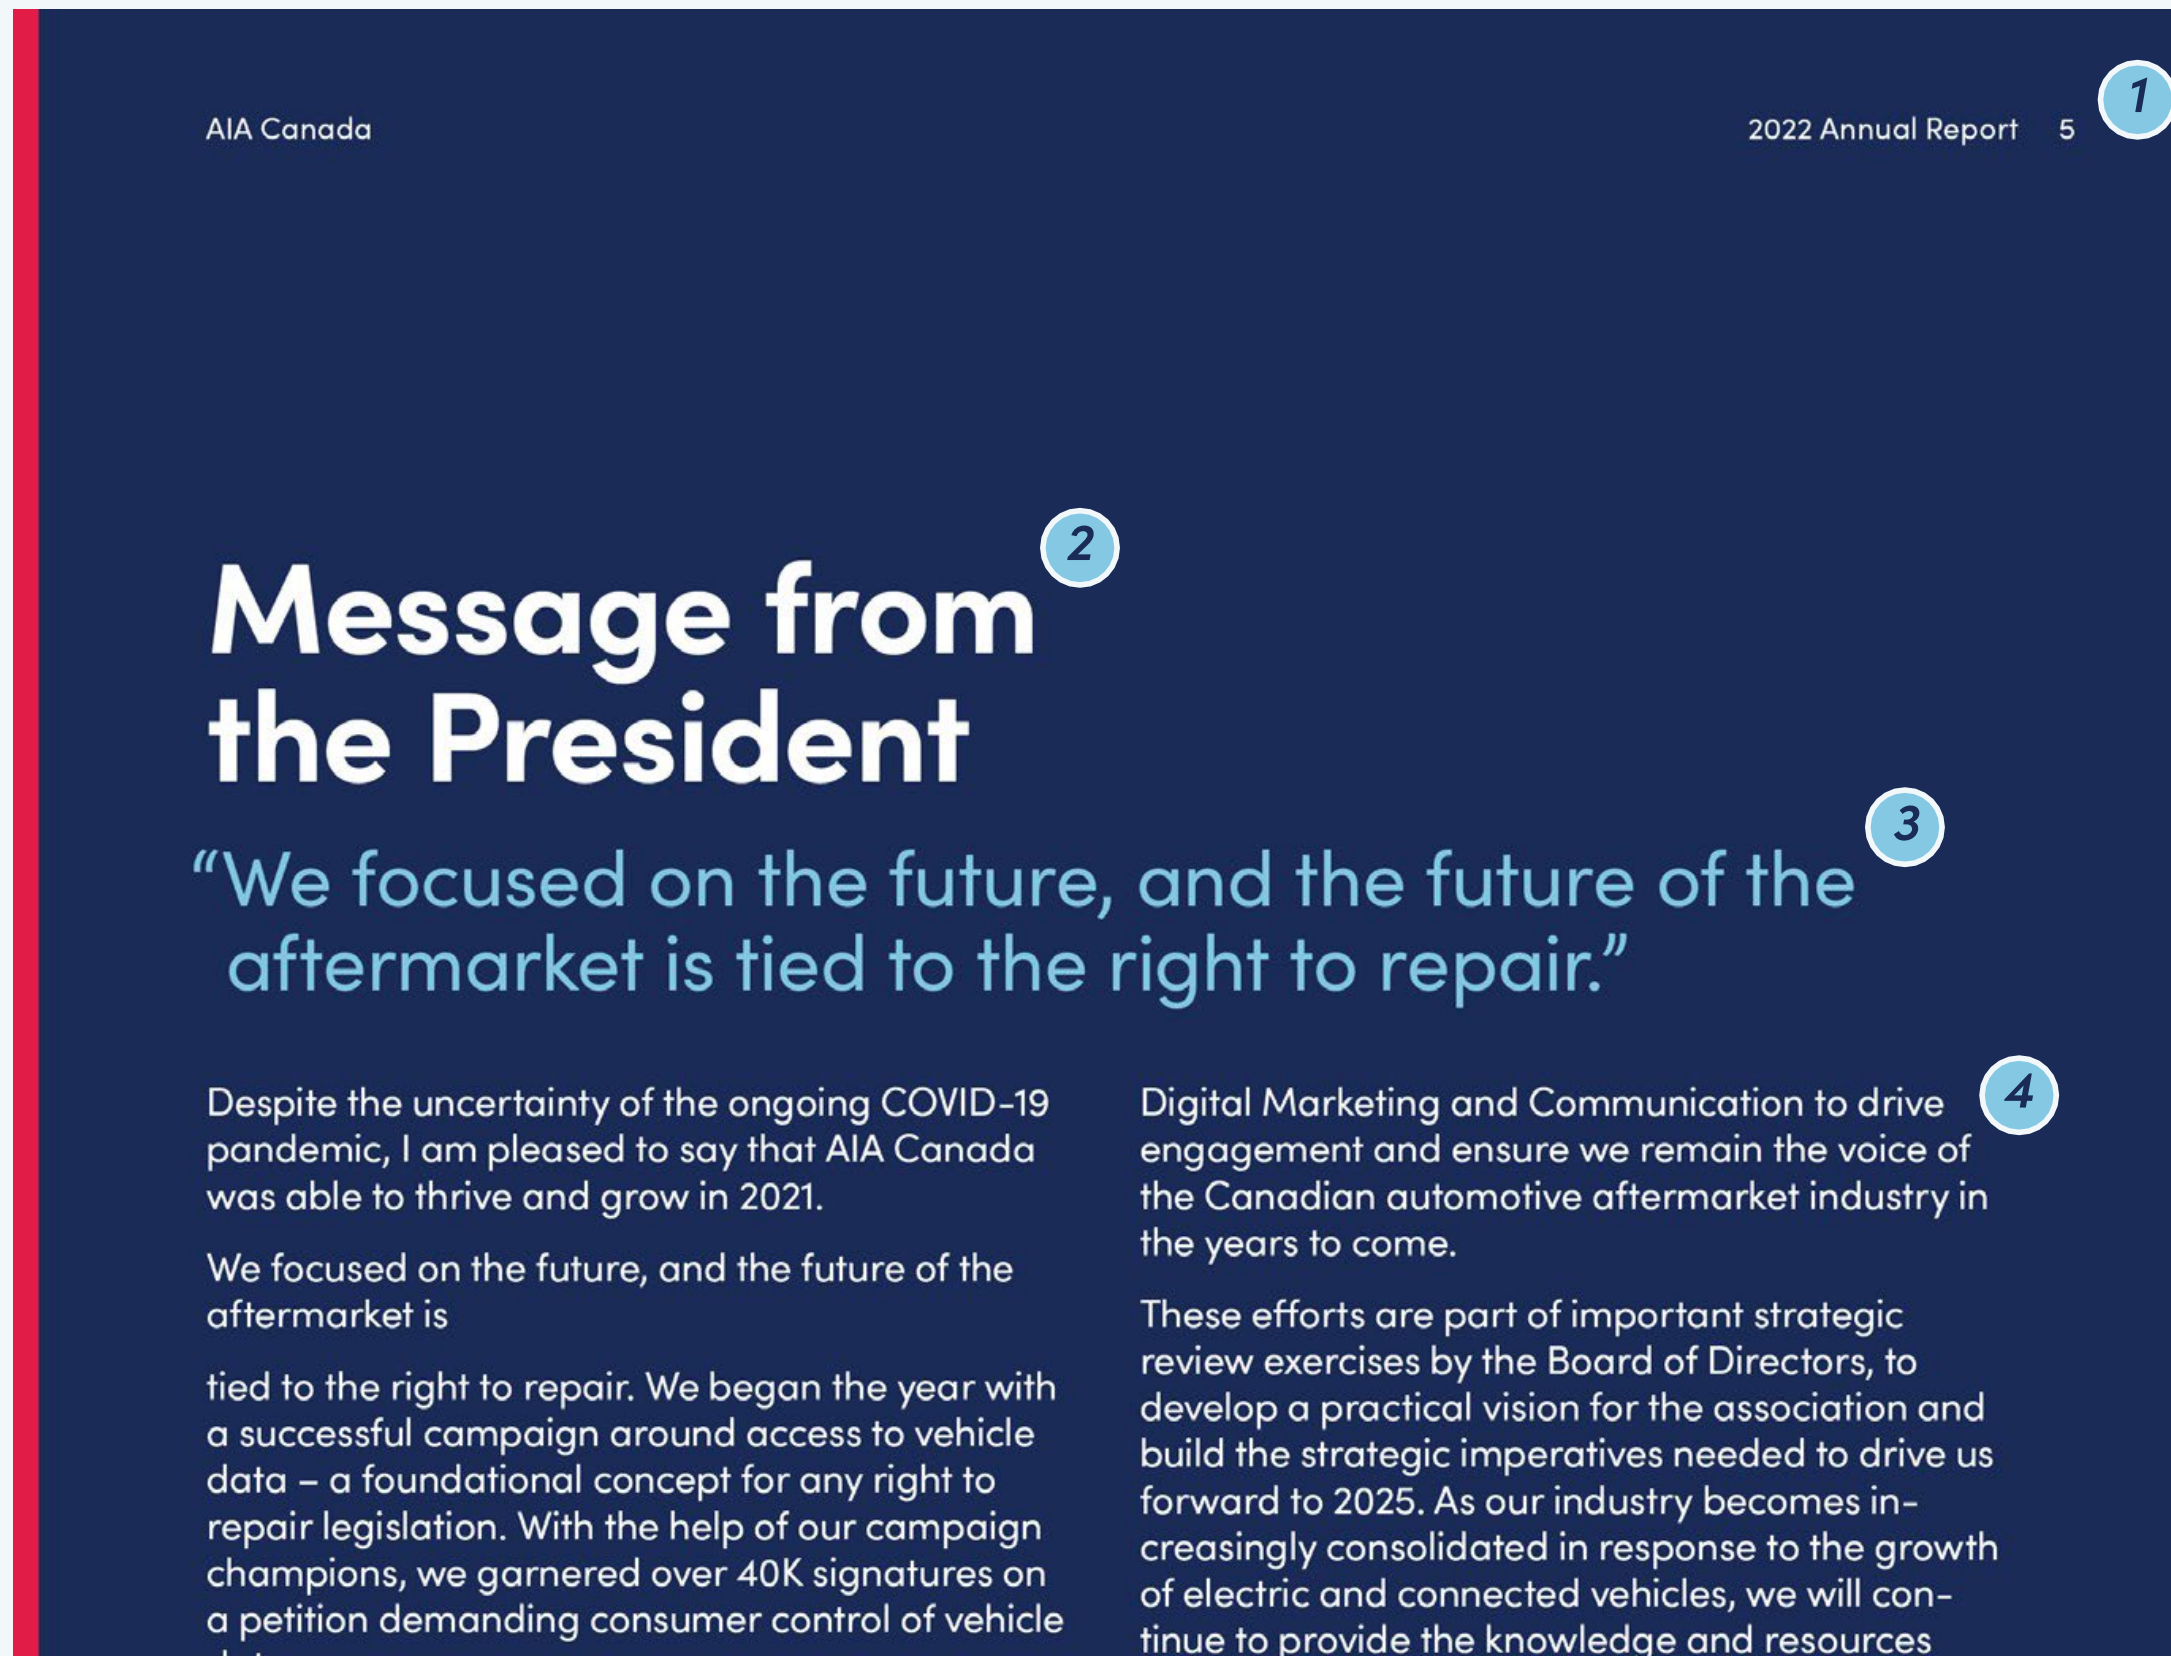 AIA Canada
2022 Annual Report 5
1
2
Message from
the President
3
“We focused on the future, and the future of the
aftermarket is tied to the right to repair.”
Despite the uncertainty of the ongoing COVID-19
pandemic, I am pleased to say that AIA Canada
was able to thrive and grow in 2021.
We focused on the future, and the future of the
aftermarket is
tied to the right to repair. We began the year with
a successful campaign around access to vehicle
data – a foundational concept for any right to
repair legislation. With the help of our campaign
champions, we garnered over 40K signatures on
a petition demanding consumer control of vehicle
4
Digital Marketing and Communication to drive
engagement and ensure we remain the voice of
the Canadian automotive aftermarket industry in
the years to come.
These efforts are part of important strategic
review exercises by the Board of Directors, to
develop a practical vision for the association and
build the strategic imperatives needed to drive us
forward to 2025. As our industry becomes in-
creasingly consolidated in response to the growth
of electric and connected vehicles, we will con-
tinue to provide the knowledge and resources